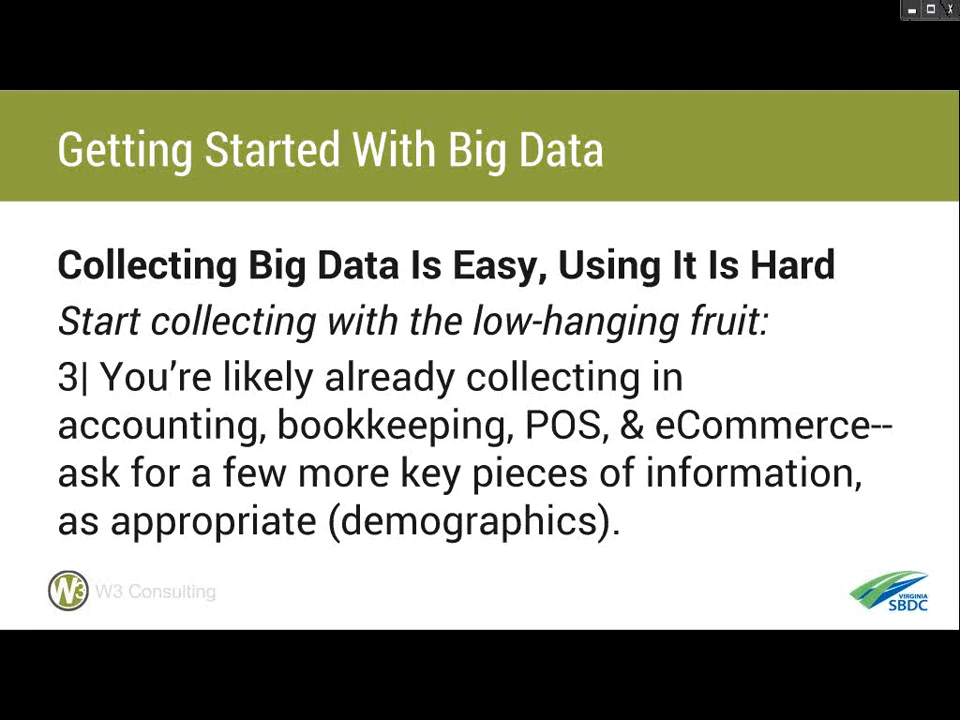 Getting Started With Big Data
Collecting Big Data Is Easy, Using It Is Hard
Start collecting with the low-hanging fruit:
3| You’re likely already collecting in
accounting, bookkeeping, POS, & eCommerce--
ask for a few more key pieces of information,
as appropriate (demographics).
W3 W3 Consulting
VIRGINIA
SBDC